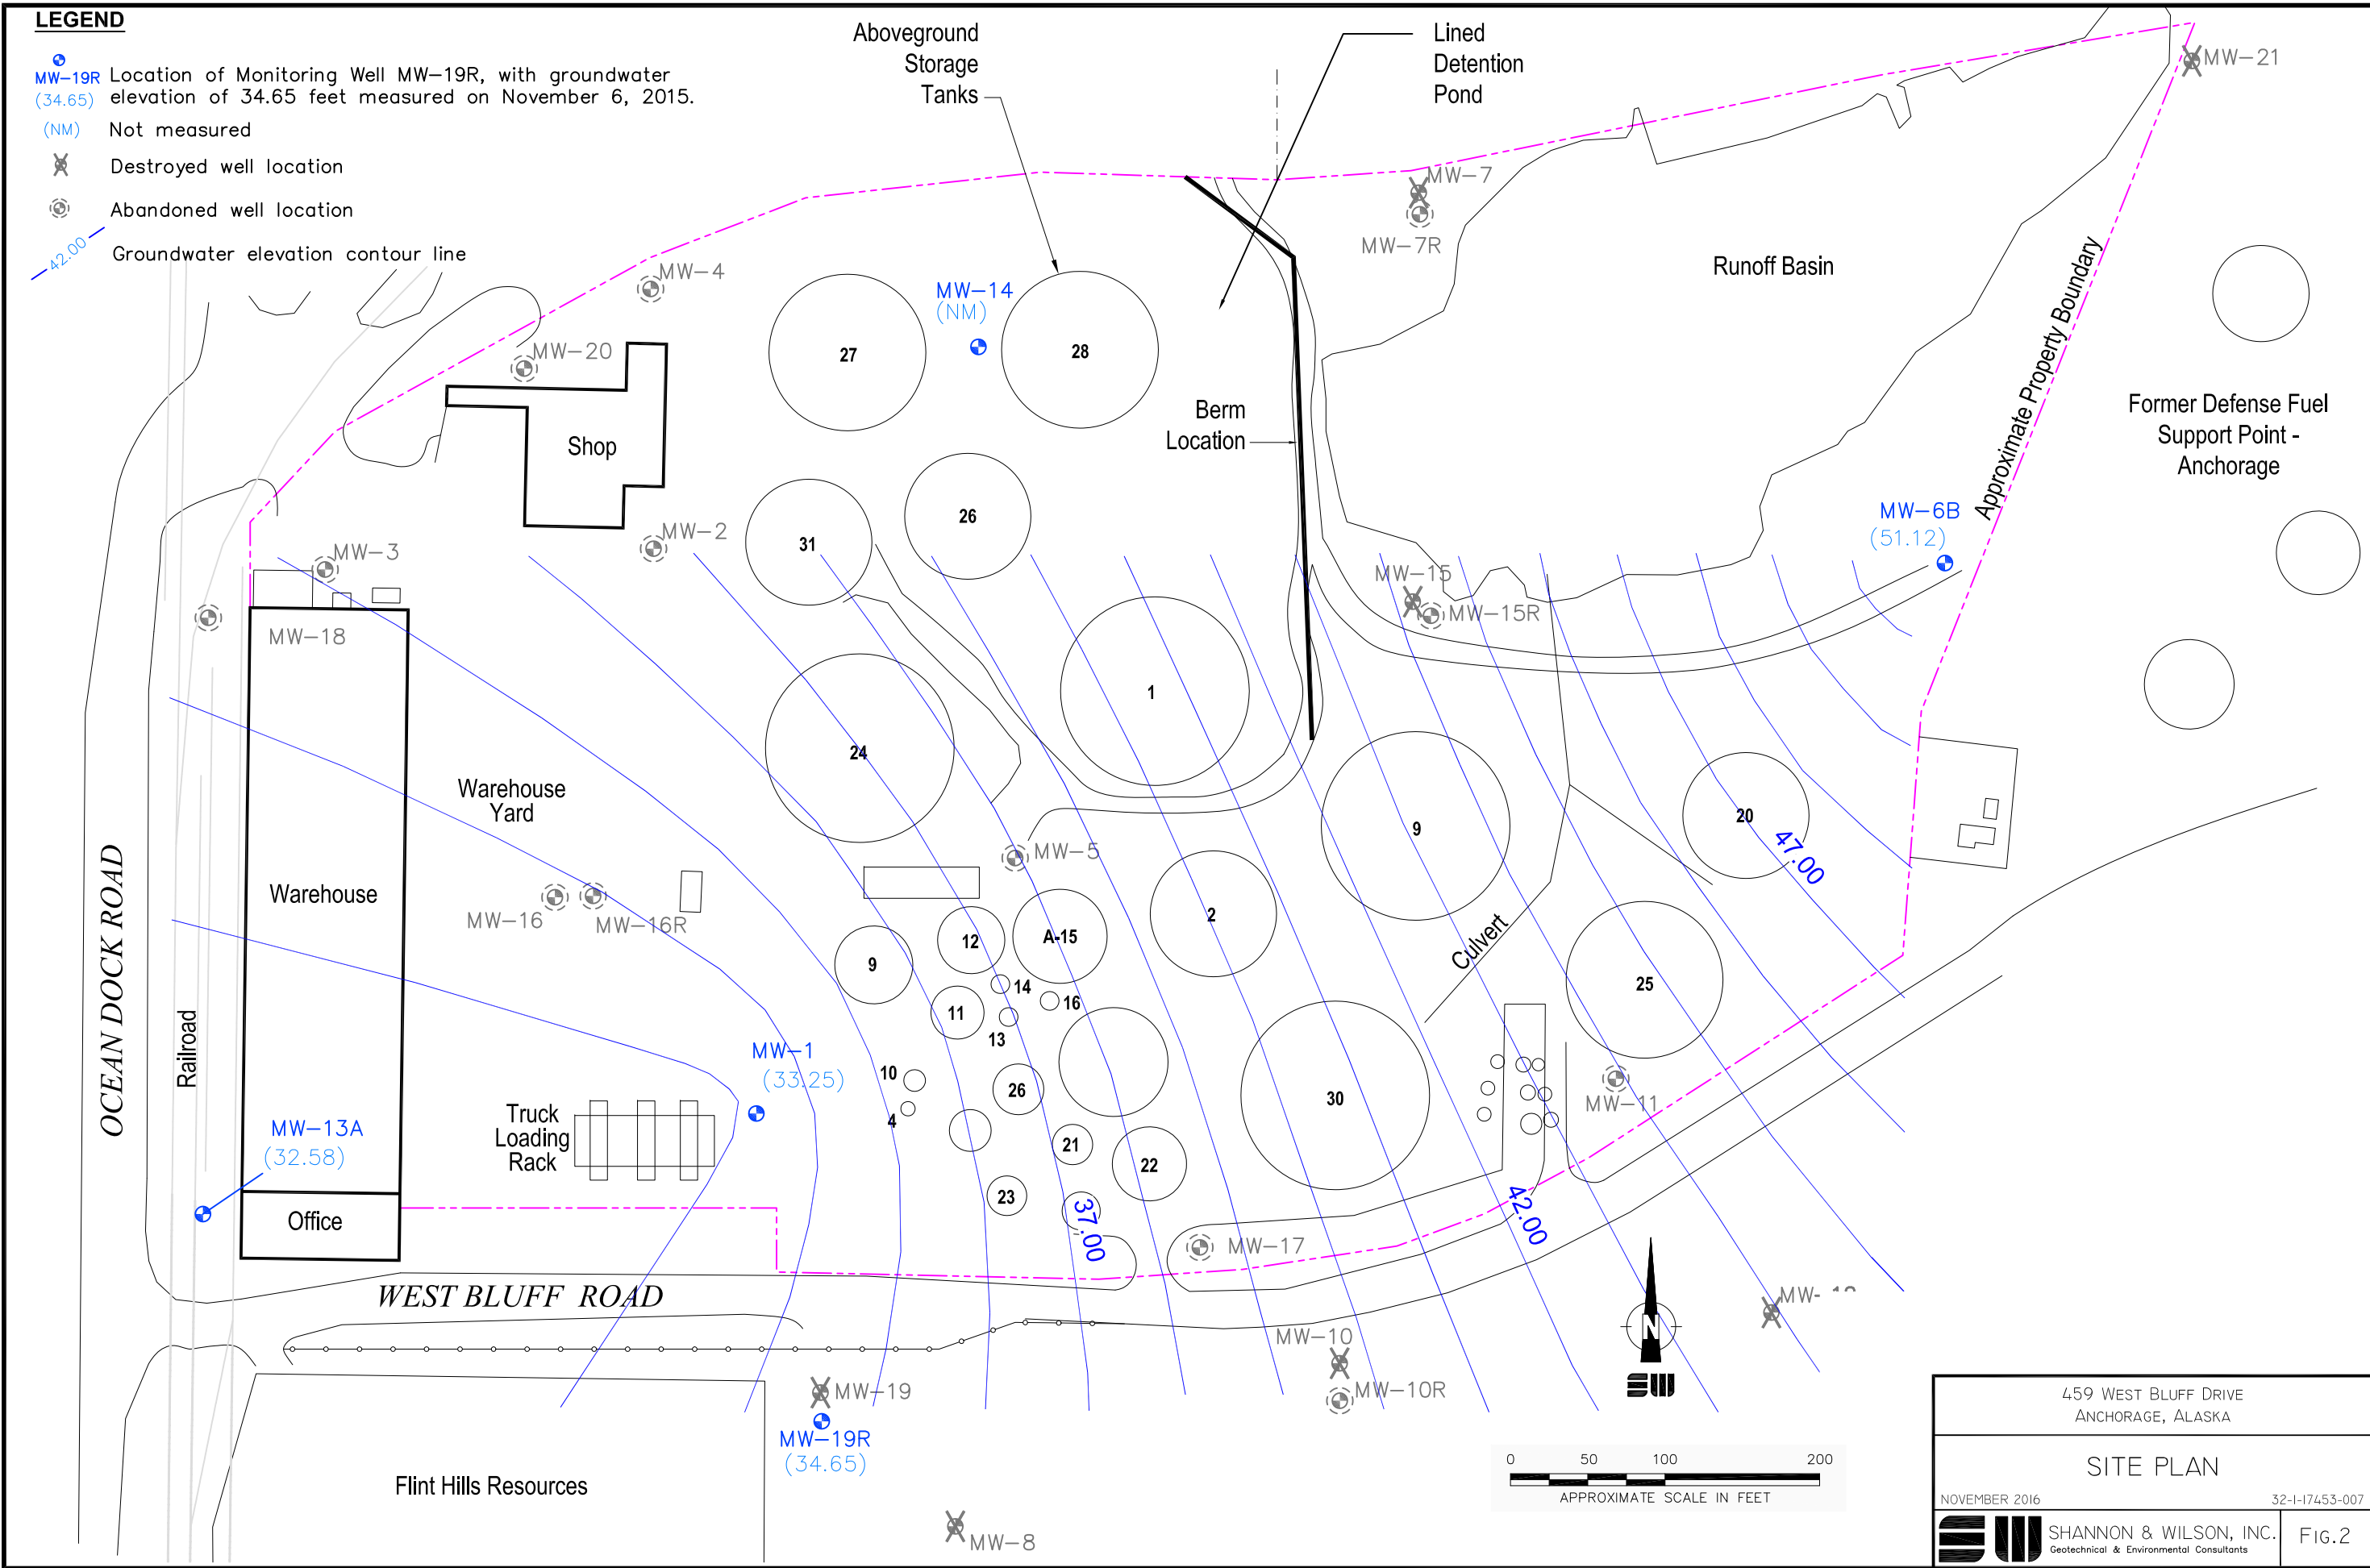 LEGEND
MW-19R Location of Monitoring Well MW-19R, with groundwater
(34.65) elevation of 34.65 feet measured on November 6, 2015.
(NM) Not measured
Destroyed well location
Abandoned well location
42.00
Groundwater elevation contour line
Aboveground
Storage
Tanks
Lined
Detention
Pond
MW-21
MW-7
MW-7R
Runoff Basin
MW-4
MW-20
MW-14
(NM)
27
28
Shop
Berm
Location
Approximate Property Boundary
Former Defense Fuel
Support Point -
Anchorage
MW-6B
(51.12)
26
31
MW-2
MW-3
MW-18
MW-15
MW-15R
1
24
Warehouse
Yard
9
20
47.00
MW-5
Warehouse
MW-16
MW-16R
OCEAN DOCK ROAD
Railroad
9
12
A-15
2
Culvert
25
14
16
11
13
MW-1
(33.25)
10
4
26
30
MW-11
Truck
Loading
Rack
MW-13A
(32.58)
21
22
23
37.00
42.00
Office
MW-17
WEST BLUFF ROAD
MW-
MW-10
MW-10R
N
MW-19
MW-19R
(34.65)
Flint Hills Resources
MW-8
0 50 100 200
APPROXIMATE SCALE IN FEET
459 WEST BLUFF DRIVE
ANCHORAGE, ALASKA
SITE PLAN
NOVEMBER 2016 32-1-17453-007
SHANNON & WILSON, INC.
Geotechnical & Environmental Consultants
FIG.2